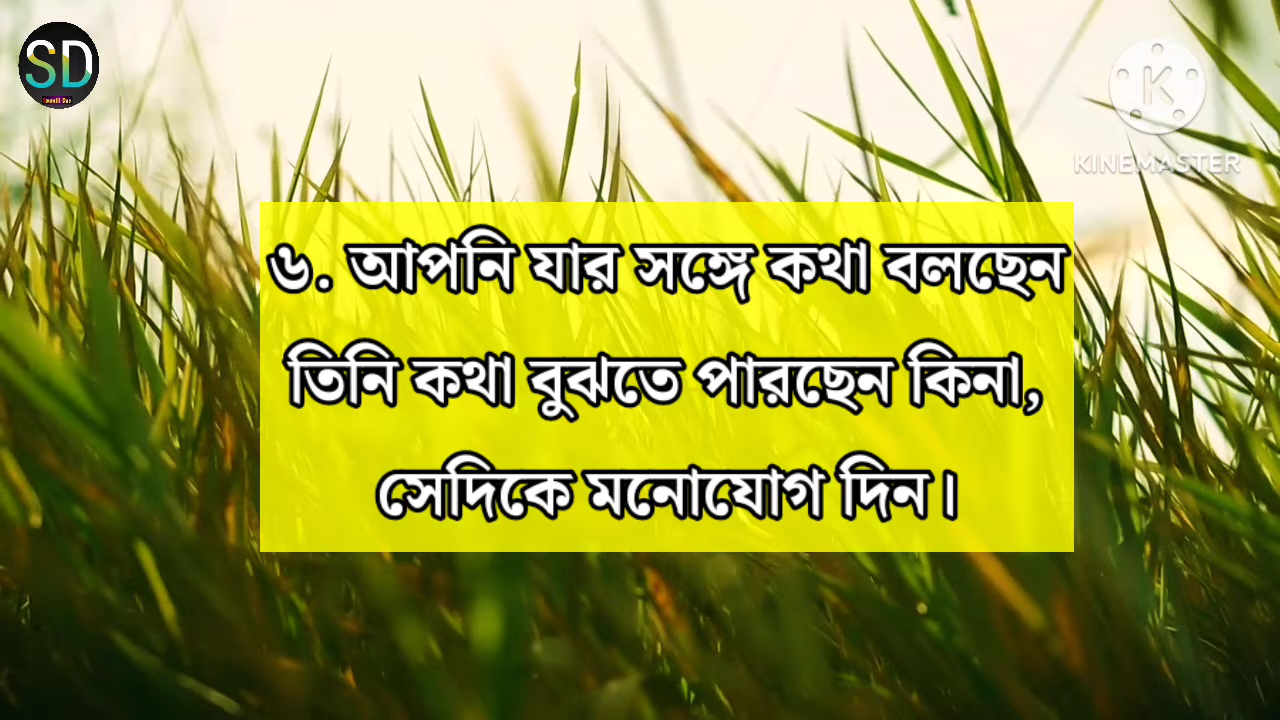 SD
K
KINEMASTER
৬. আপনি যার সঙ্গে কথা বলছেন
তিনি কথা বুঝতে পারছেন কিনা,
সেদিকে মনোযোগ দিন।